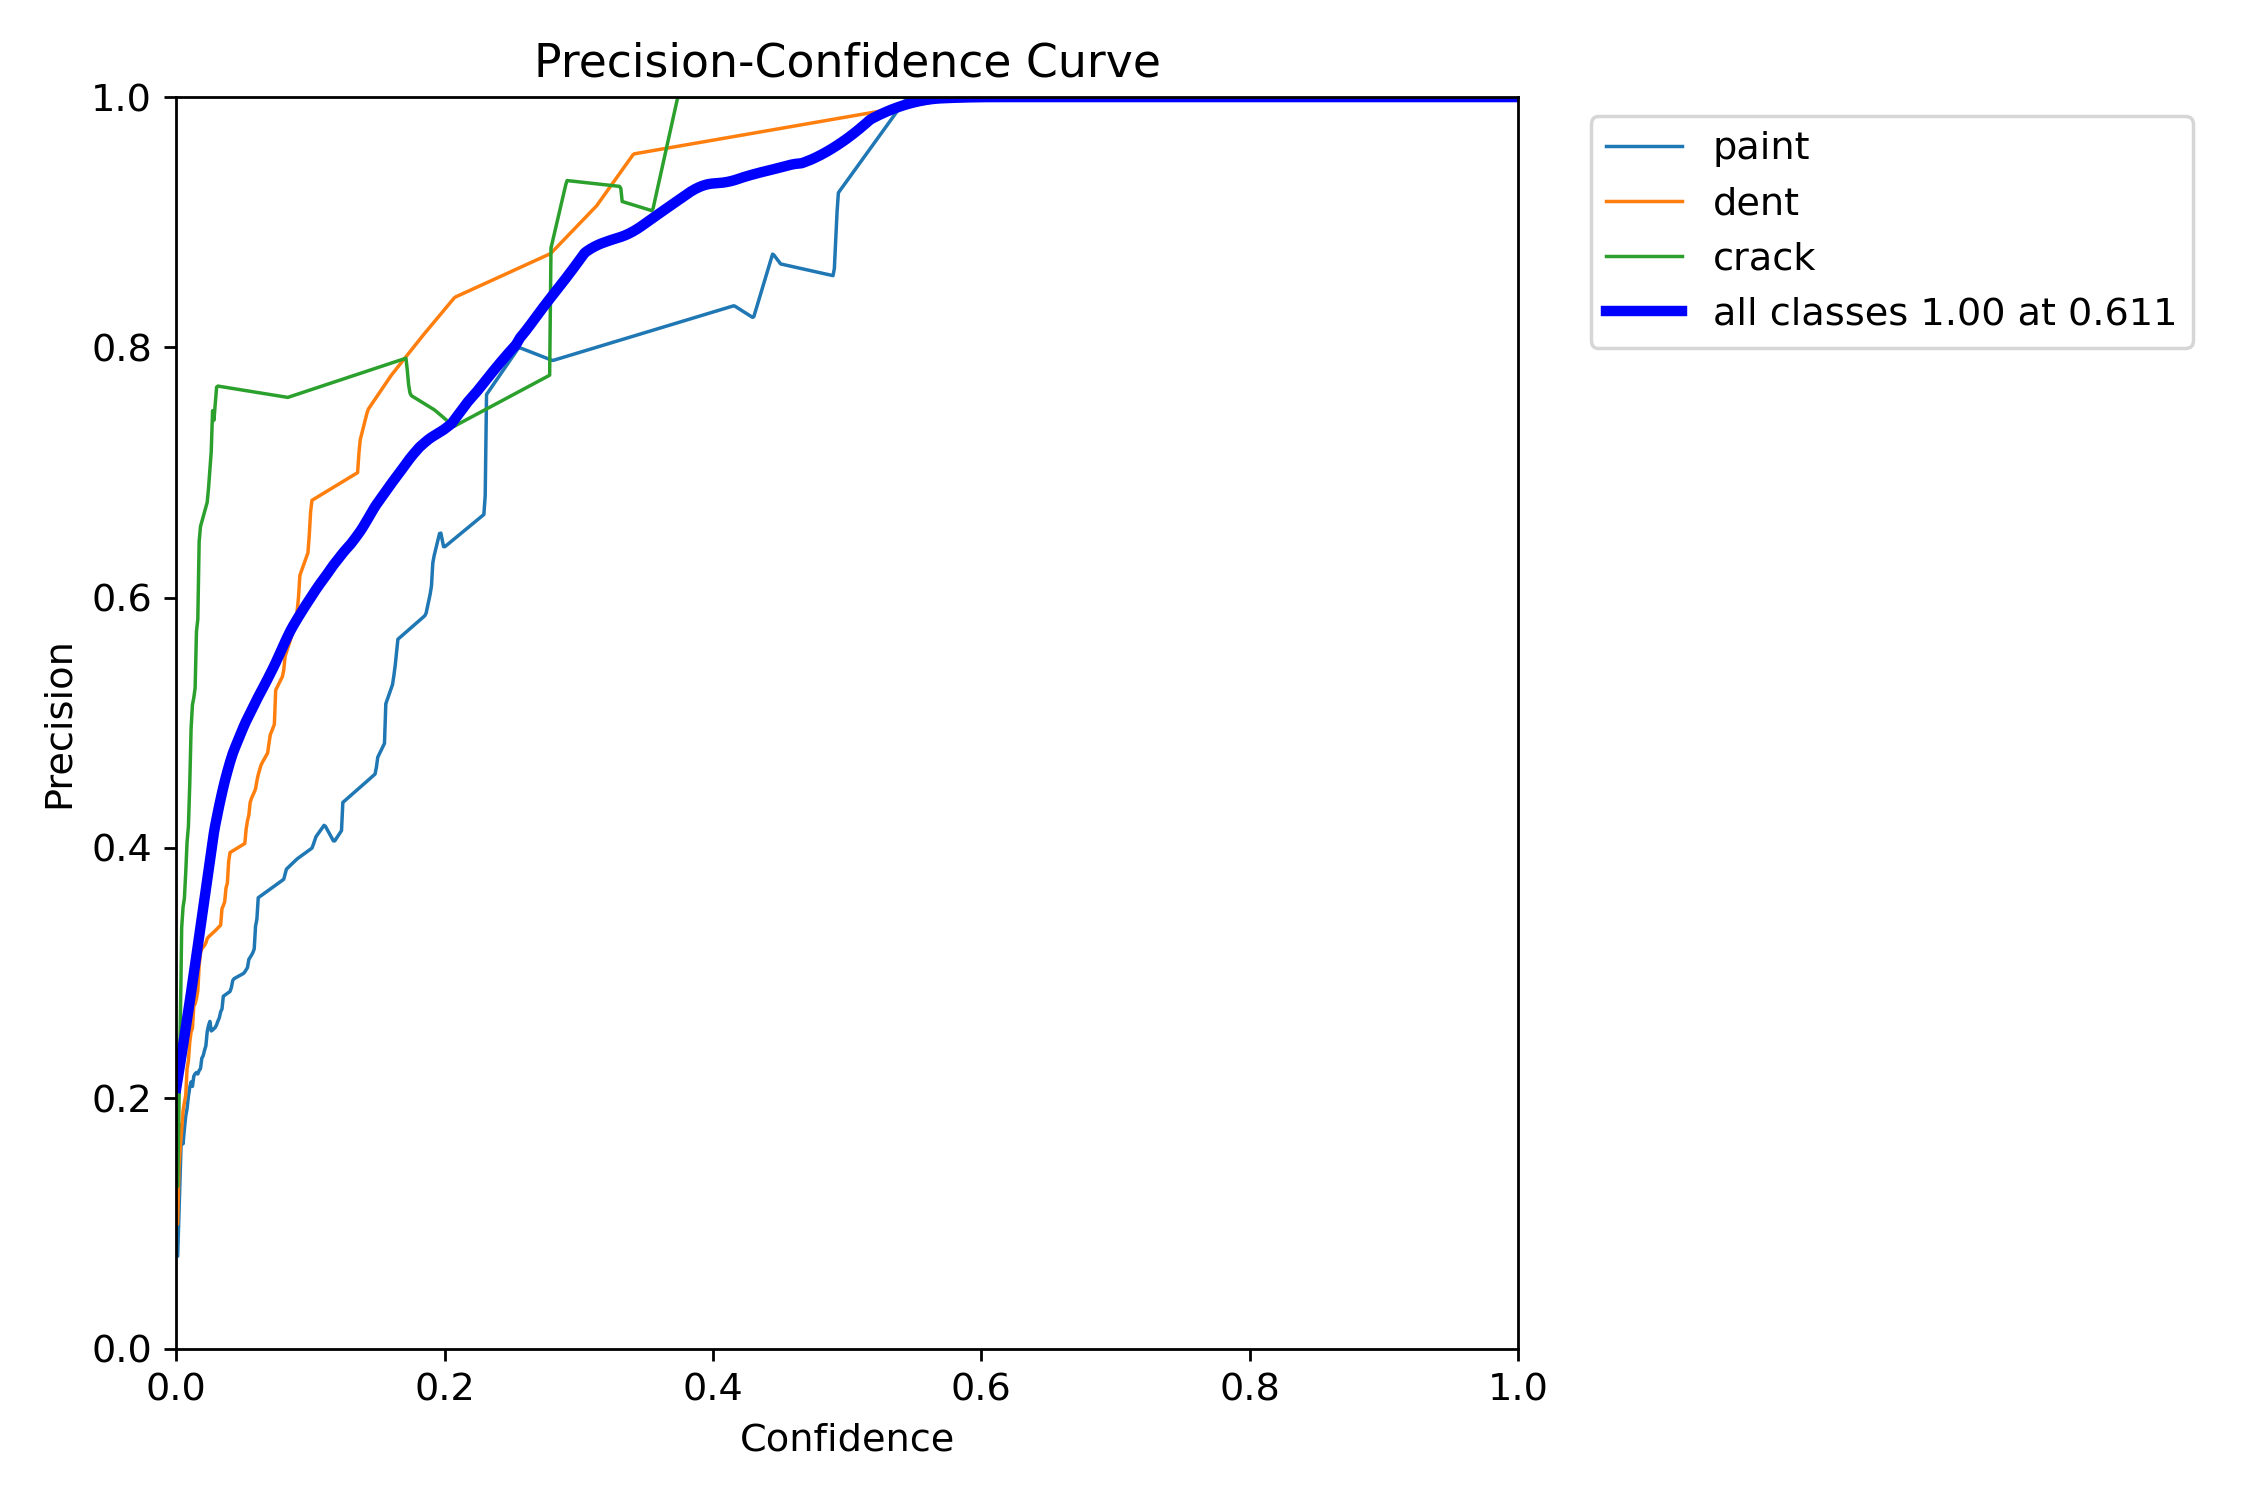 Precision-Confidence Curve
1.0
0.8
0.6
0.4
0.2
0.0
Precision
0.0 0.2 0.4 0.6 0.8 1.0
Confidence
paint
dent
crack
all classes 1.00 at 0.611